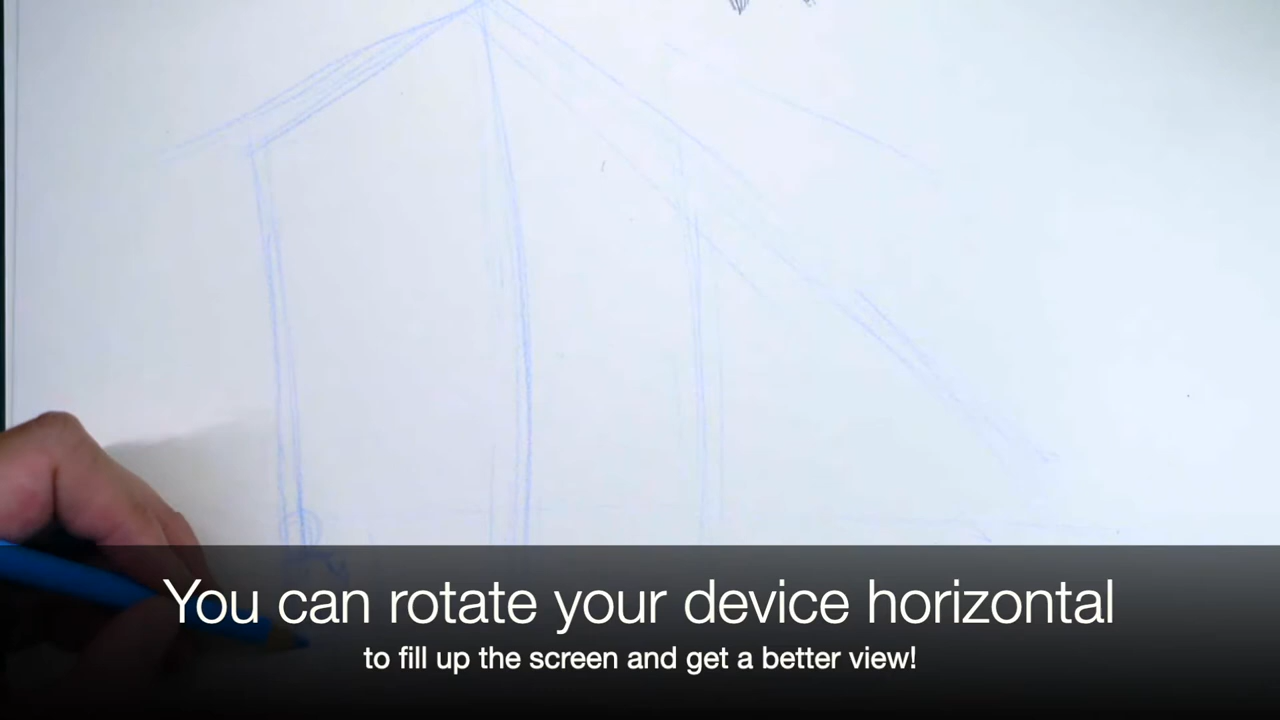 You can rotate your device horizontal
to fill up the screen and get a better view!